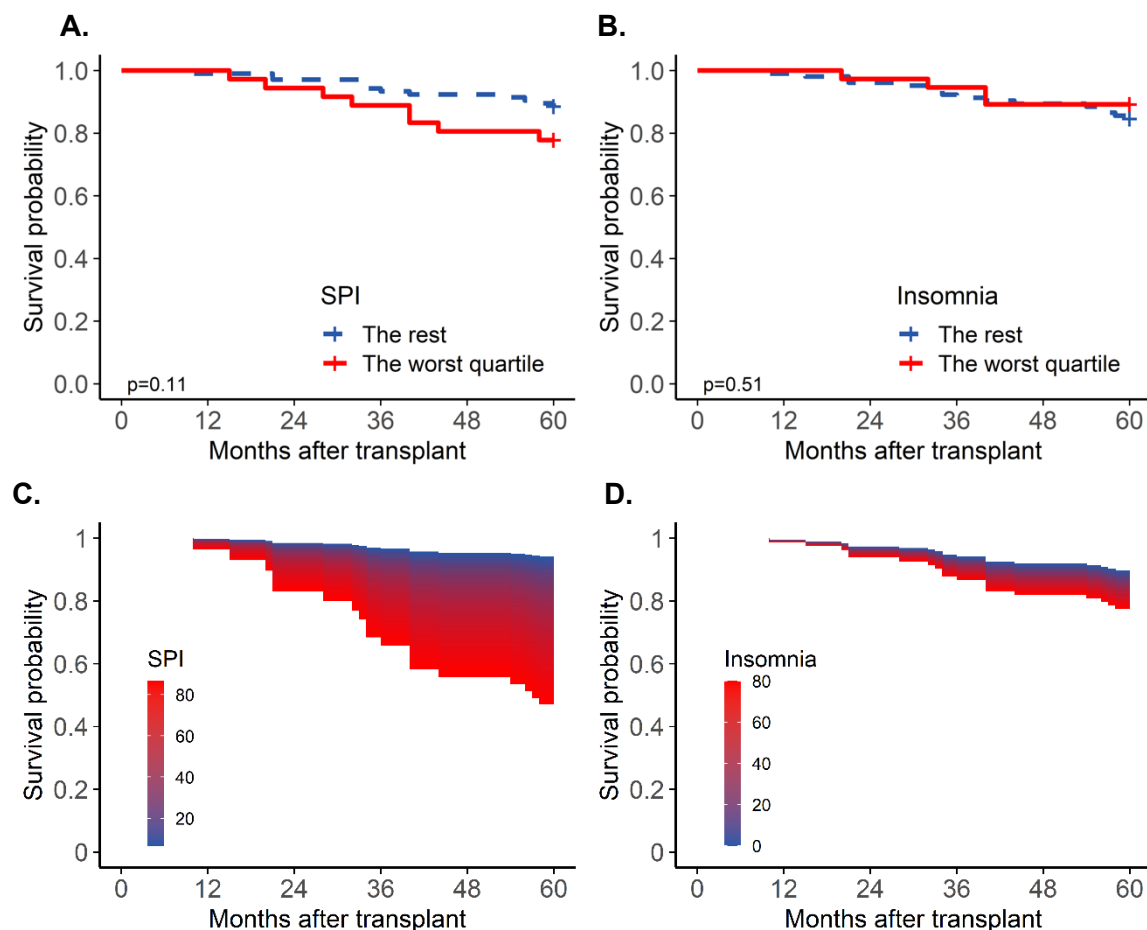 A.
Survival probability
1.0
0.8
0.6
0.4
0.2
0.0
SPI
The rest
The worst quartile
p=0.11
0 12 24 36 48 60
Months after transplant
B.
Survival probability
1.0
0.8
0.6
0.4
0.2
0.0
Insomnia
The rest
The worst quartile
p=0.51
0 12 24 36 48 60
Months after transplant
C.
Survival probability
1
0.8
0.6
0.4
0.2
0
SPI
80
60
40
20
0 12 24 36 48 60
Months after transplant
D.
Survival probability
1
0.8
0.6
0.4
0.2
0
Insomnia
80
60
40
20
0
0 12 24 36 48 60
Months after transplant